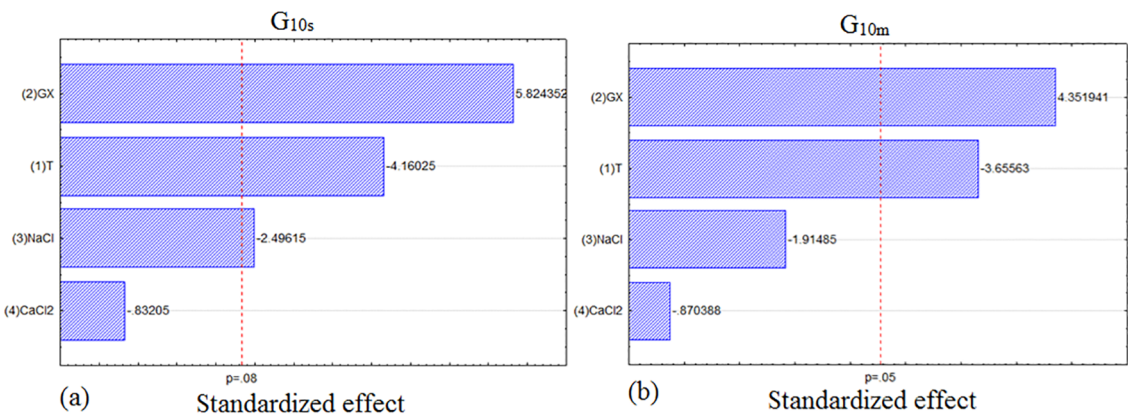 G10s
(2)GX
5.824352
(1)T
-4.16025
(3)NaCl
-2.49615
(4)CaCl2
-.83205
p=.08
(a)
Standardized effect
G10m
(2)GX
4.351941
(1)T
-3.65563
(3)NaCl
-1.91485
(4)CaCl2
-.870388
p=.05
(b)
Standardized effect